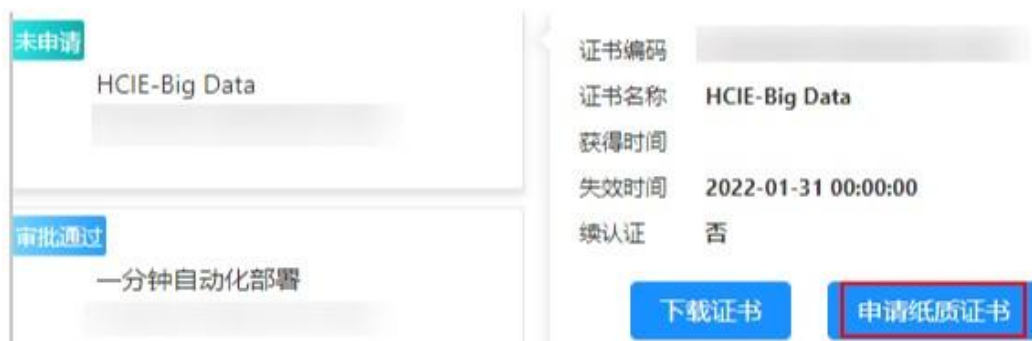 未申请
HCIE-Big Data
审批通过
一分钟自动化部署
证书编码
证书名称 HCIE-Big Data
获得时间
失效时间 2022-01-31 00:00:00
续认证 否
下载证书 申请纸质证书